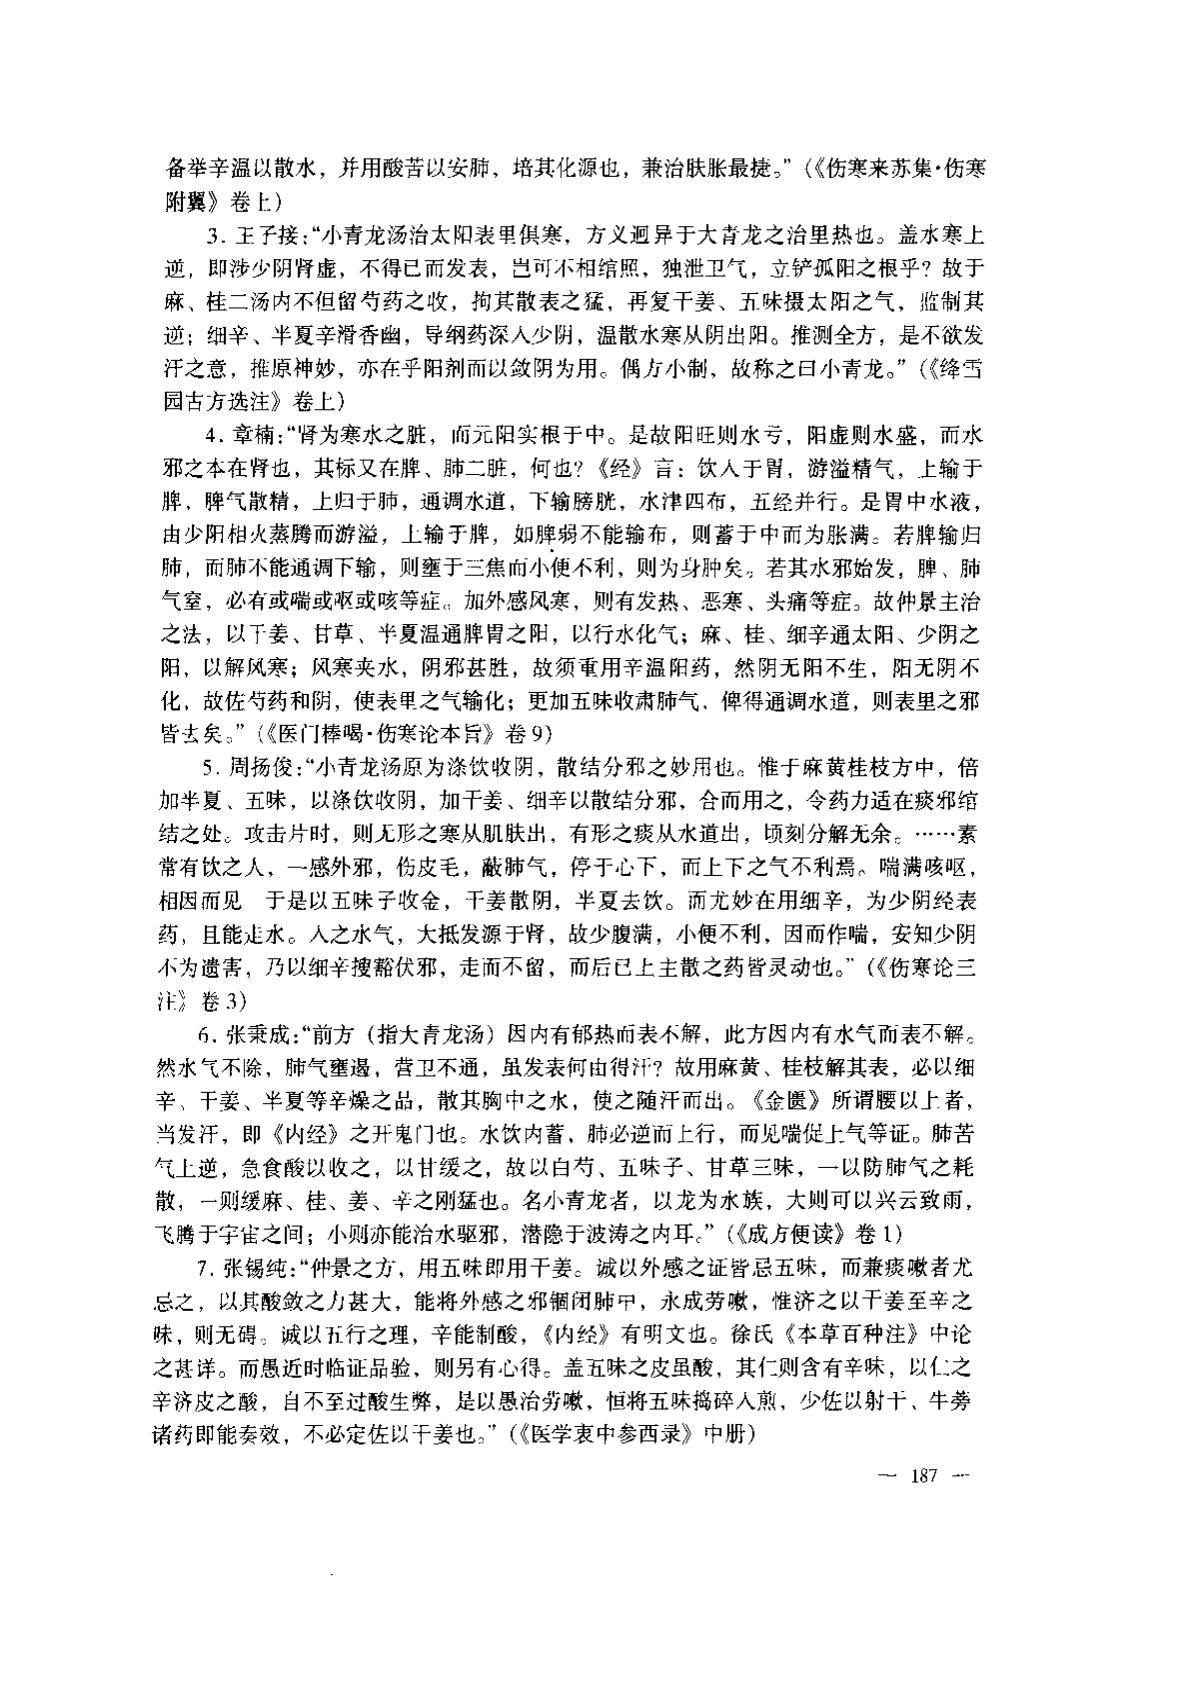 备举辛温以散水，并用酸苦以安肺，培其化源也，兼治肤胀最捷。”（《伤寒来苏集·伤寒
附翼》卷上）
3. 王子接：“小青龙汤治太阳表里俱寒，方义迥异于大青龙之治里热也。盖水寒上
逆，即涉少阴肾虚，不得已而发表，岂可不相绾照，独泄卫气，立铲孤阳之根乎？故于
麻、桂二汤内不但留芍药之收，拘其散表之猛，再复干姜、五味摄太阳之气，监制其
逆；细辛、半夏辛滑香幽，导纲药深入少阴，温散水寒从阴出阳。推测全方，是不欲发
汗之意，推原神妙，亦在乎阳剂而以敛阴为用。偶方小制，故称之曰小青龙。”（《绛雪
园古方选注》卷上）
4. 章楠：“肾为寒水之脏，而元阳实根于中。是故阳旺则水亏，阳虚则水盛，而水
邪之本在肾也，其标又在脾、肺二脏，何也？《经》言：饮入于胃，游溢精气，上输于
脾，脾气散精，上归于肺，通调水道，下输膀胱，水津四布，五经并行。是胃中水液，
由少阳相火蒸腾而游溢，上输于脾，如脾弱不能输布，则蓄于中而为胀满。若脾输归
肺，而肺不能通调下输，则壅于三焦而小便不利，则为身肿矣。若其水邪始发，脾、肺
气窒，必有或喘或呕或咳等症。加外感风寒，则有发热、恶寒、头痛等症。故仲景主治
之法，以干姜、甘草、半夏温通脾胃之阳，以行水化气；麻、桂、细辛通太阳、少阴之
阳，以解风寒；风寒夹水，阴邪甚胜，故须重用辛温阳药，然阴无阳不生，阳无阴不
化，故佐芍药和阴，使表里之气输化；更加五味收肃肺气，俾得通调水道，则表里之邪
皆去矣。”（《医门棒喝·伤寒论本旨》卷 9）
5. 周扬俊：“小青龙汤原为涤饮收阴，散结分邪之妙用也。惟于麻黄桂枝方中，倍
加半夏、五味，以涤饮收阴，加干姜、细辛以散结分邪，合而用之，令药力适在痰邪绾
结之处。攻击片时，则无形之寒从肌肤出，有形之痰从水道出，顷刻分解无余。……素
常有饮之人，一感外邪，伤皮毛，蔽肺气，停于心下，而上下之气不利焉。喘满咳呕，
相因而见 于是以五味子收金，干姜散阴，半夏去饮。而尤妙在用细辛，为少阴经表
药，且能走水。人之水气，大抵发源于肾，故少腹满，小便不利，因而作喘，安知少阴
不为遗害，乃以细辛搜豁伏邪，走而不留，而后已上主散之药皆灵动也。”（《伤寒论三
注》卷 3）
6. 张秉成：“前方（指大青龙汤）因内有郁热而表不解，此方因内有水气而表不解。
然水气不除，肺气壅遏，营卫不通，虽发表何由得汗？故用麻黄、桂枝解其表，必以细
辛、干姜、半夏等辛燥之品，散其胸中之水，使之随汗而出。《金匮》所谓腰以上者，
当发汗，即《内经》之开鬼门也。水饮内蓄，肺必逆而上行，而见喘促上气等证。肺苦
气上逆，急食酸以收之，以甘缓之，故以白芍、五味子、甘草三味，一以防肺气之耗
散，一则缓麻、桂、姜、辛之刚猛也。名小青龙者，以龙为水族，大则可以兴云致雨，
飞腾于宇宙之间；小则亦能治水驱邪，潜隐于波涛之内耳。”（《成方便读》卷 1）
7. 张锡纯：“仲景之方，用五味即用干姜。诚以外感之证皆忌五味，而兼痰嗽者尤
忌之，以其酸敛之力甚大，能将外感之邪锢闭肺中，永成劳嗽，惟济之以干姜至辛之
味，则无碍。诚以五行之理，辛能制酸，《内经》有明文也。徐氏《本草百种注》中论
之甚详。而愚近时临证品验，则另有心得。盖五味之皮虽酸，其仁则含有辛味，以仁之
辛济皮之酸，自不至过酸生弊，是以愚治劳嗽，恒将五味捣碎入煎，少佐以射干、牛蒡
诸药即能奏效，不必定佐以干姜也。”（《医学衷中参西录》中册）
— 187 —